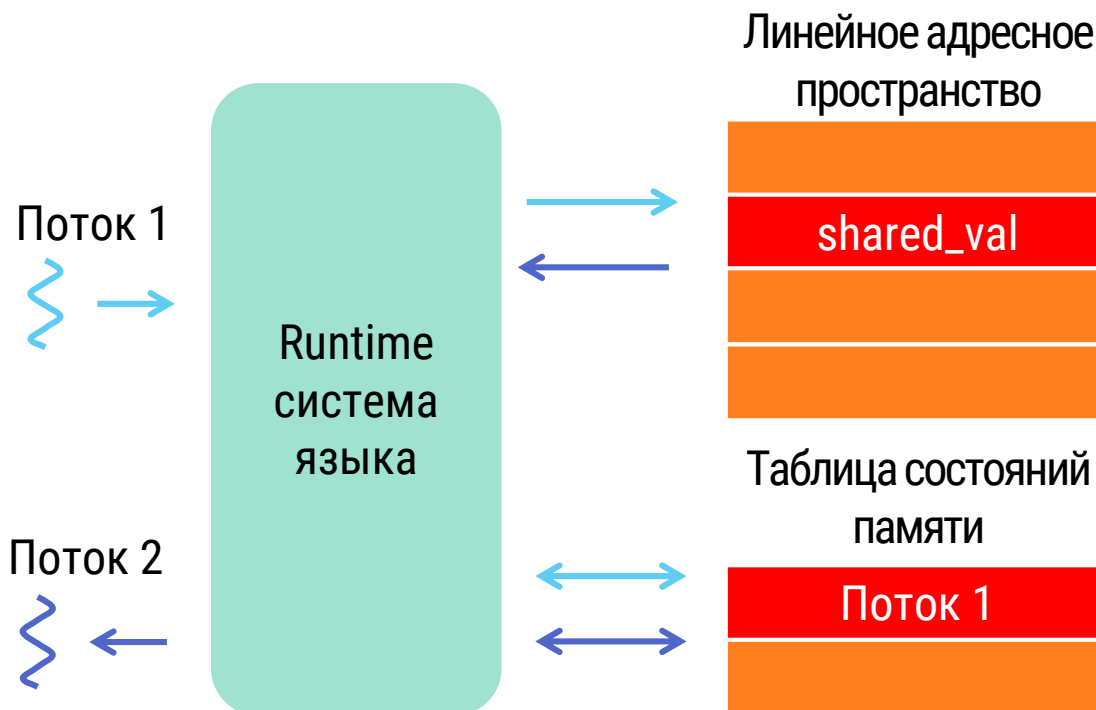 Линейное адресное
пространство
Поток 1
shared_val
Runtime
система
языка
Таблица состояний
памяти
Поток 2
Поток 1